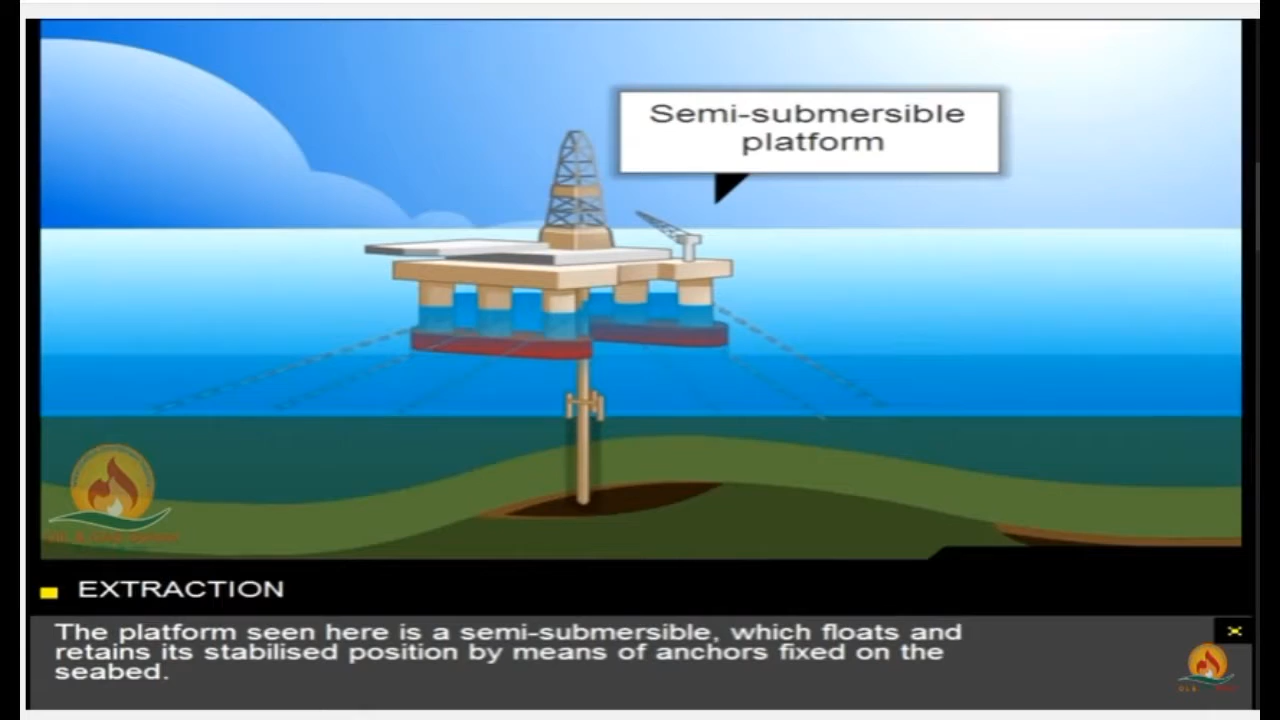 Semi-submersible
platform
EXTRACTION
The platform seen here is a semi-submersible, which floats and
retains its stabilised position by means of anchors fixed on the
seabed.